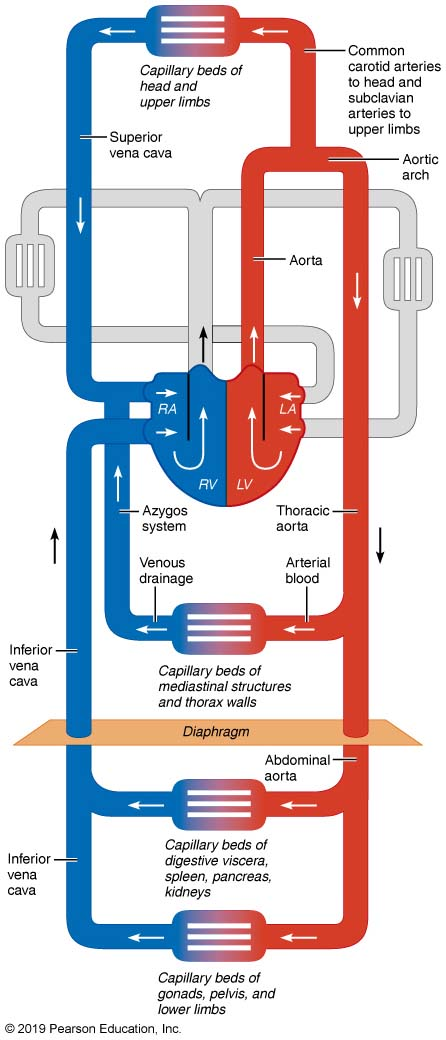 Capillary beds of
head and
upper limbs
Common
carotid arteries
to head and
subclavian
arteries to
upper limbs
Superior
vena cava
Aortic
arch
Aorta
RA
LA
RV
LV
Azygos
system
Thoracic
aorta
Venous
drainage
Arterial
blood
Inferior
vena
cava
Capillary beds of
mediastinal structures
and thorax walls
Diaphragm
Abdominal
aorta
Inferior
vena
cava
Capillary beds of
digestive viscera,
spleen, pancreas,
kidneys
Capillary beds of
gonads, pelvis, and
lower limbs
© 2019 Pearson Education, Inc.